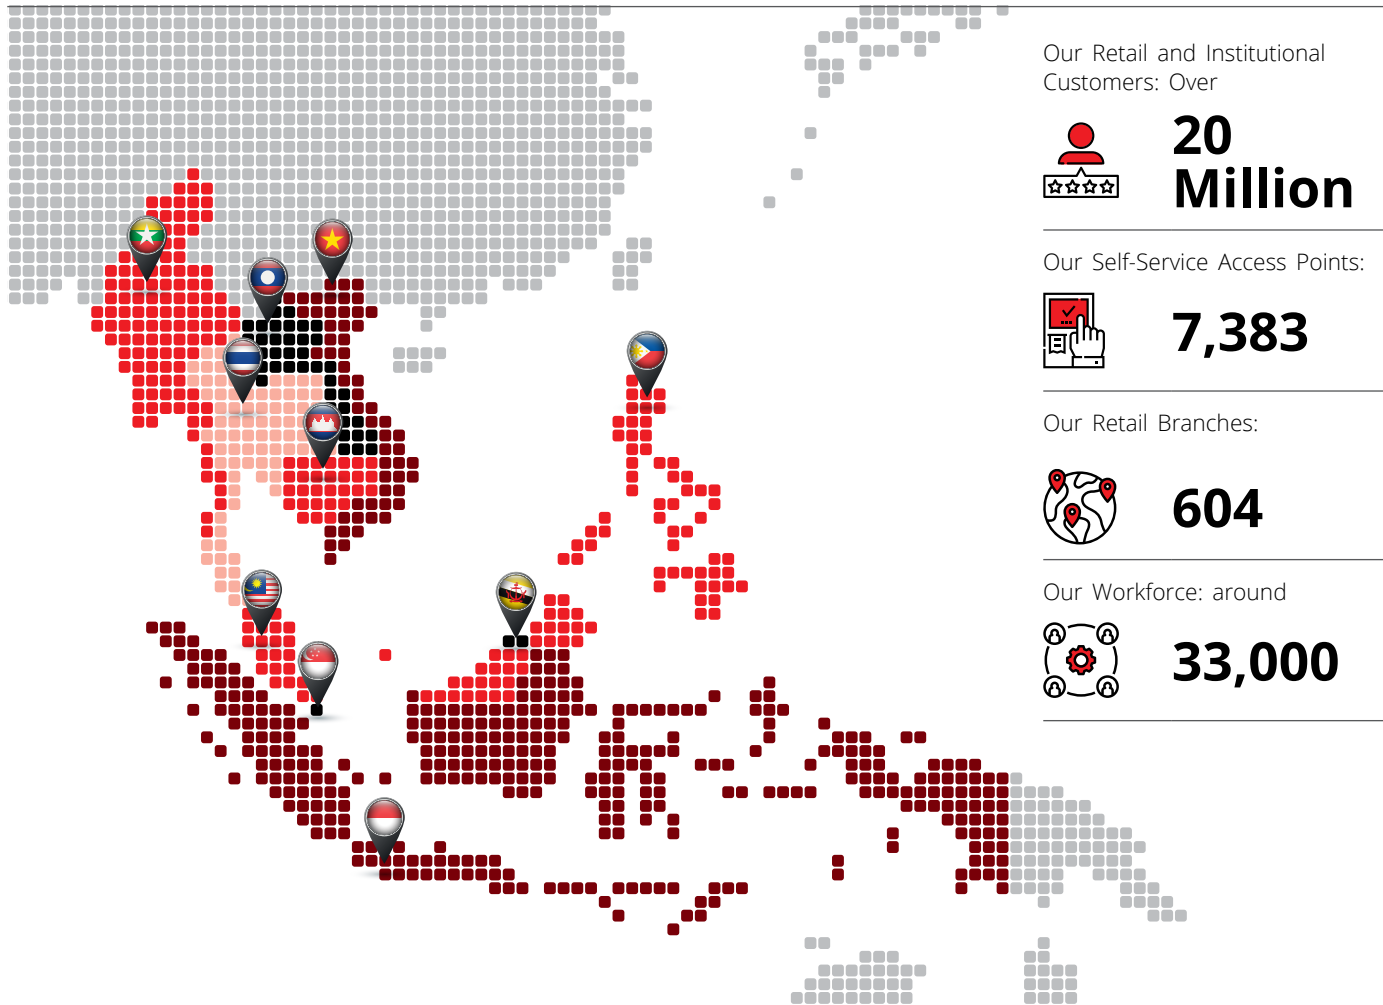 Our Retail and Institutional
Customers: Over
20
Million
Our Self-Service Access Points:
7,383
Our Retail Branches:
604
Our Workforce: around
33,000